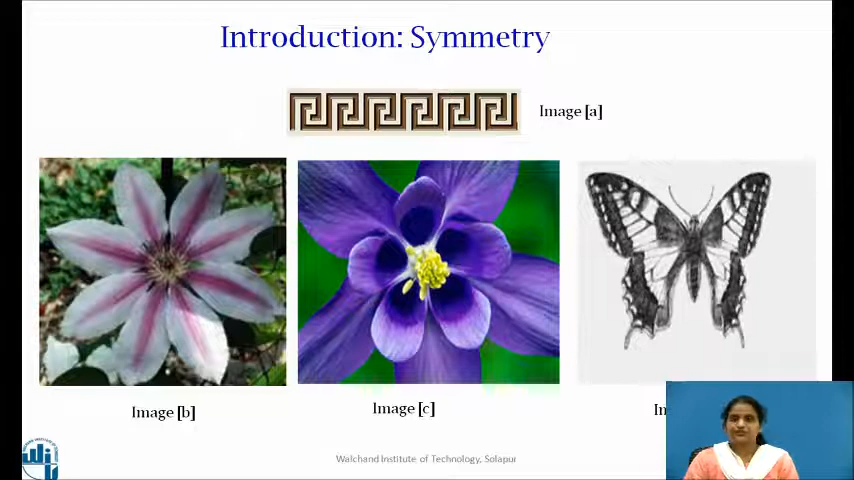 Introduction: Symmetry
Image [a]
Image [b]
Image [c]
Walchand Institute of Technology, Solapur